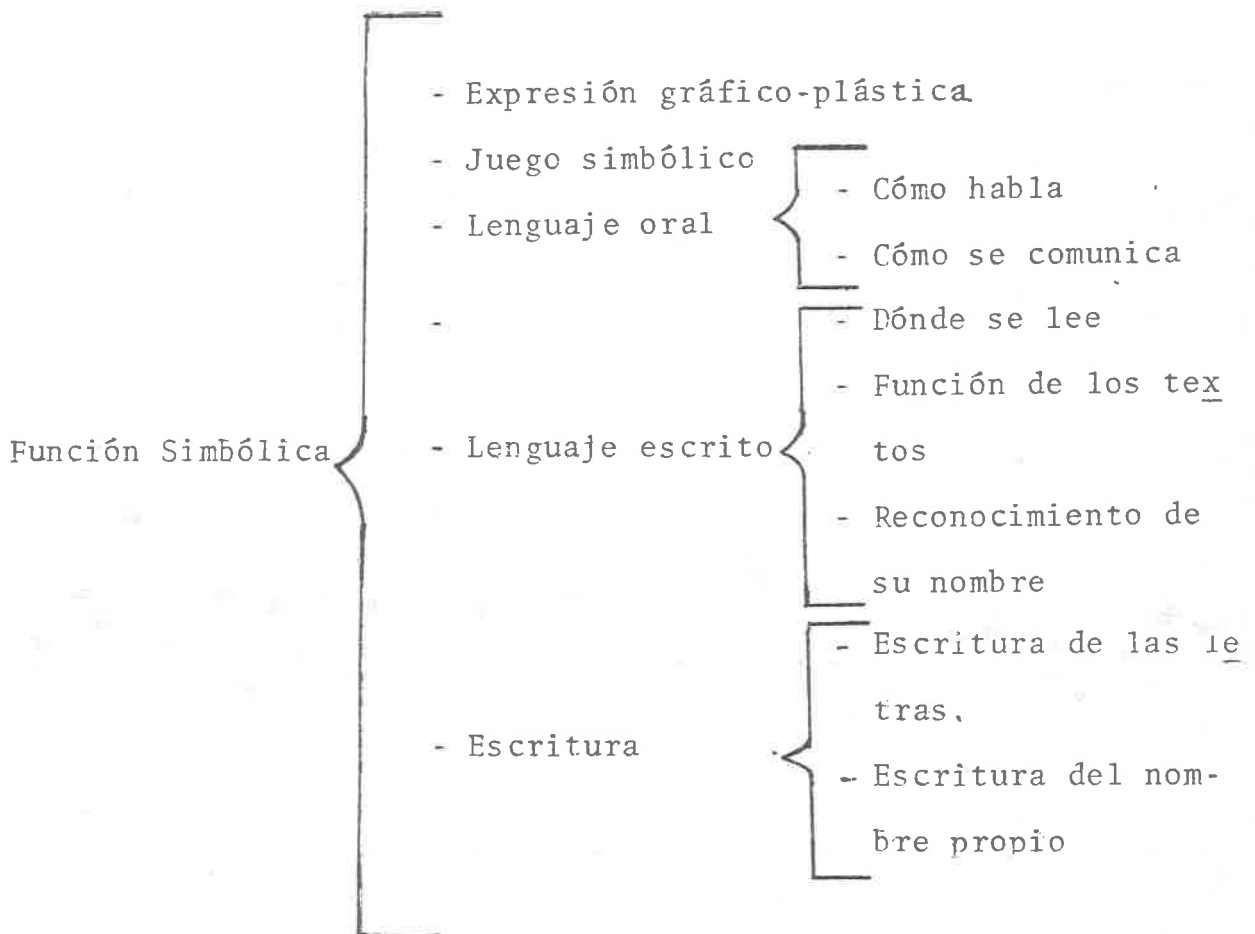 - Expresión gráfico-plástica
- Juego simbólico
- Lenguaje oral
- Cómo habla
- Cómo se comunica
-
Función Simbólica
- Lenguaje escrito
- Dónde se lee
- Función de los tex
tos
- Reconocimiento de
su nombre
- Escritura
- Escritura de las le
tras.
- Escritura del nom-
bre propio